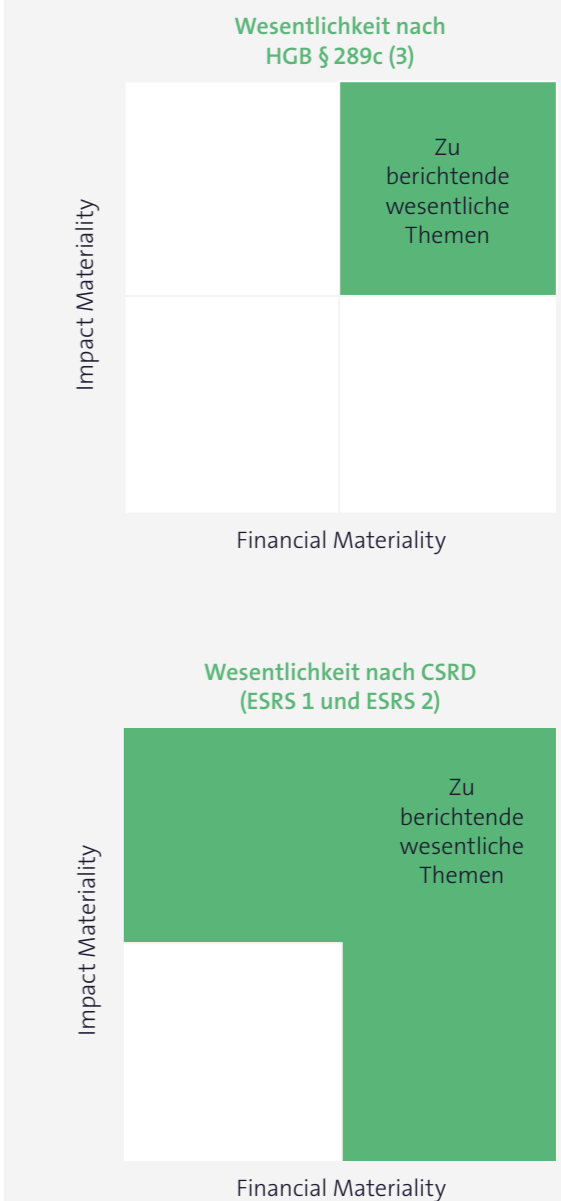 Wesentlichkeit nach
HGB § 289c (3)
Zu
berichtende
wesentliche
Themen
Impact Materiality
Financial Materiality
Wesentlichkeit nach CSRD
(ESRS 1 und ESRS 2)
Zu
berichtende
wesentliche
Themen
Impact Materiality
Financial Materiality